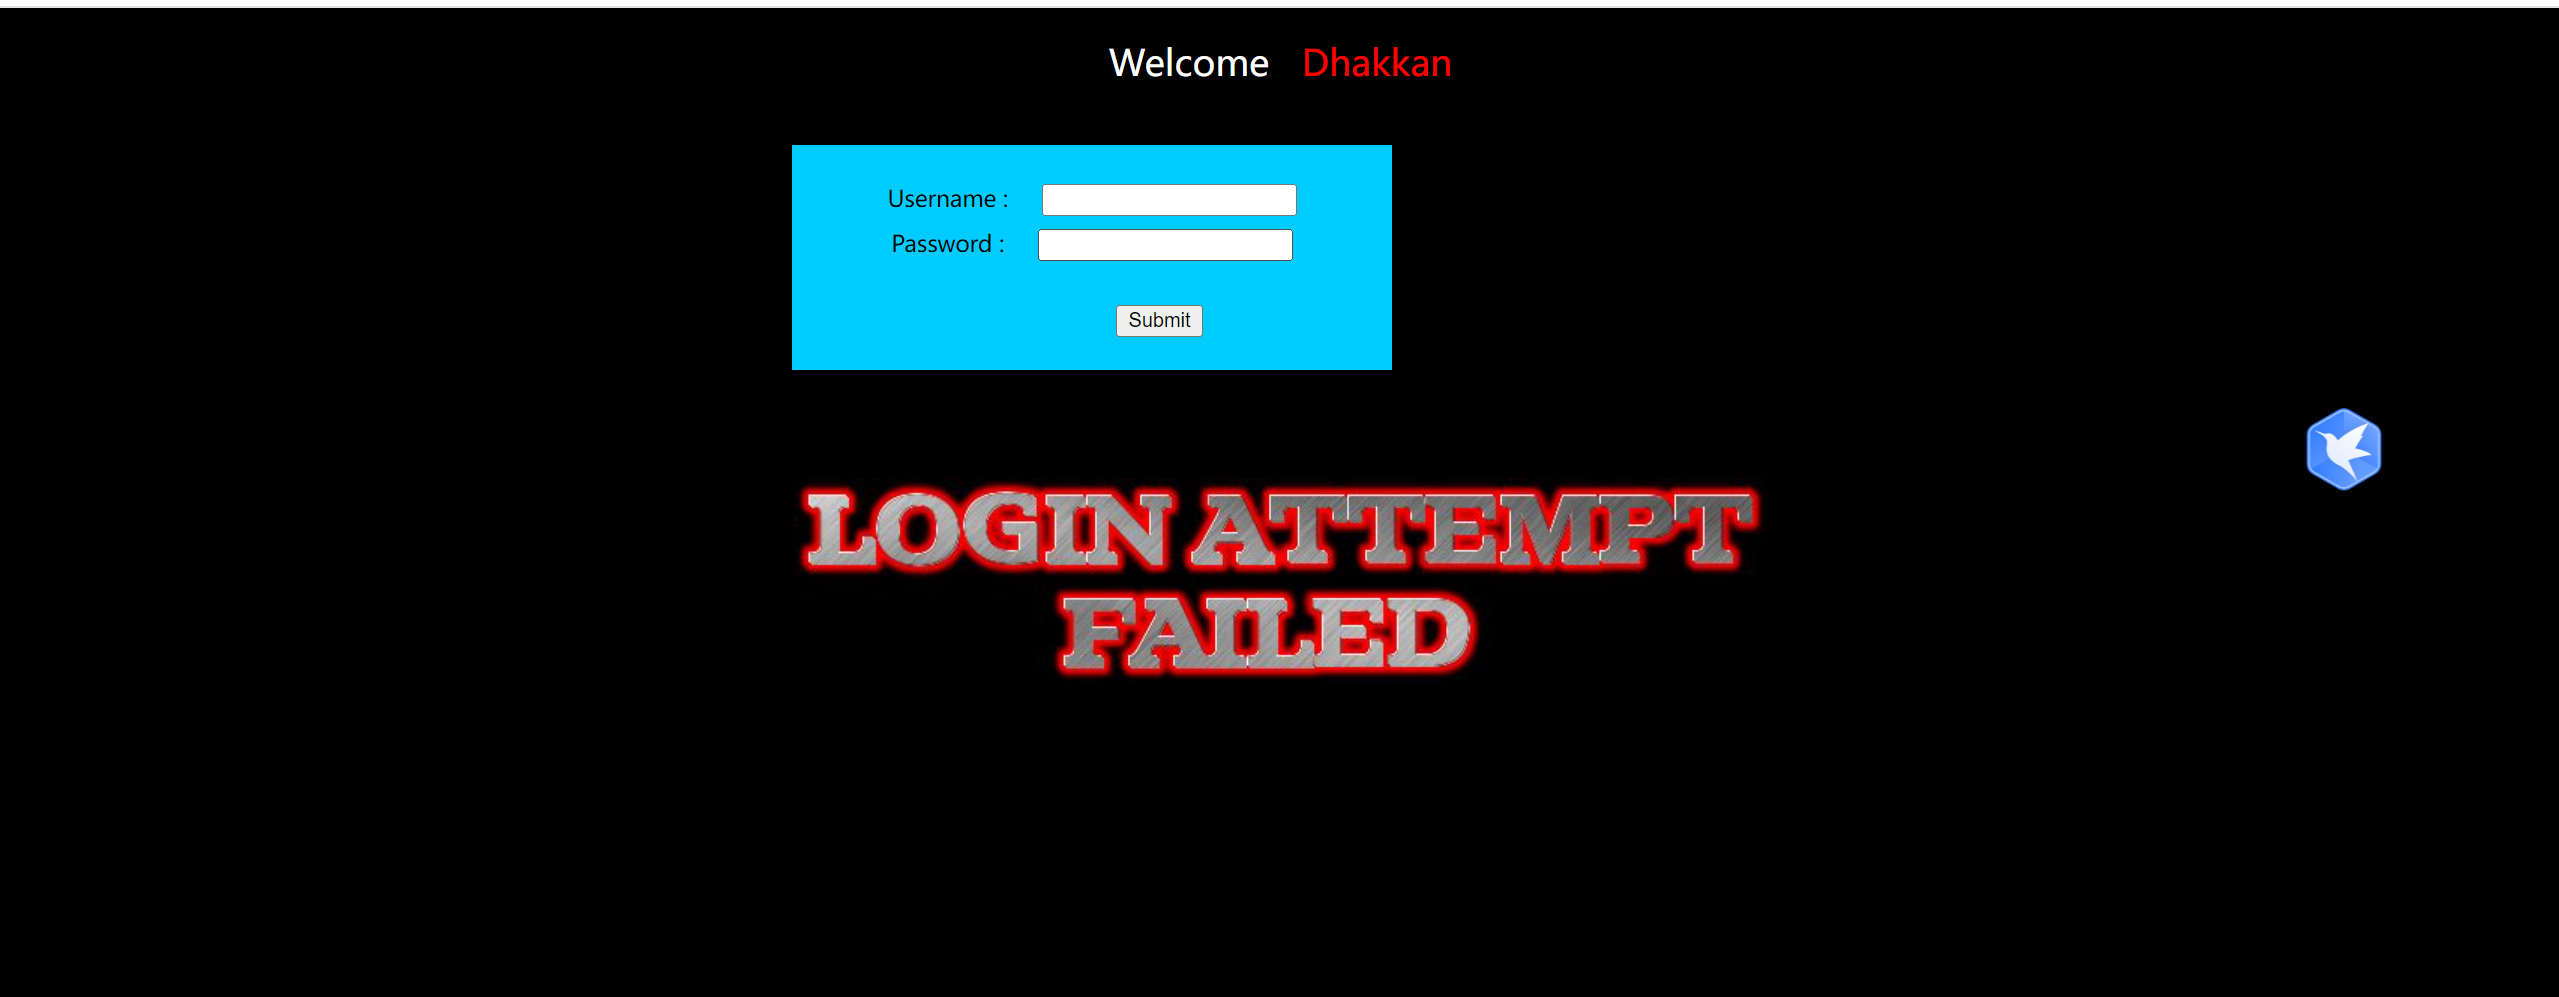 Welcome Dhakkan
Username :
Password :
Submit
LOGIN ATTEMPT
FAILED